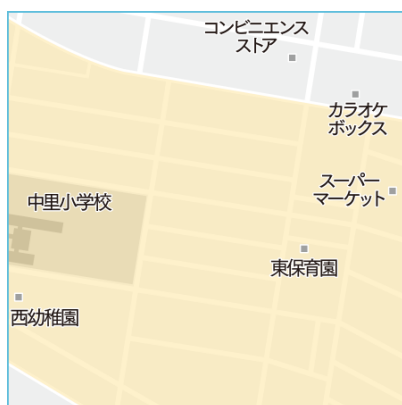 コンビニエンス
ストア
カラオケ
ボックス
スーパー
マーケット
中里小学校
東保育園
西幼稚園